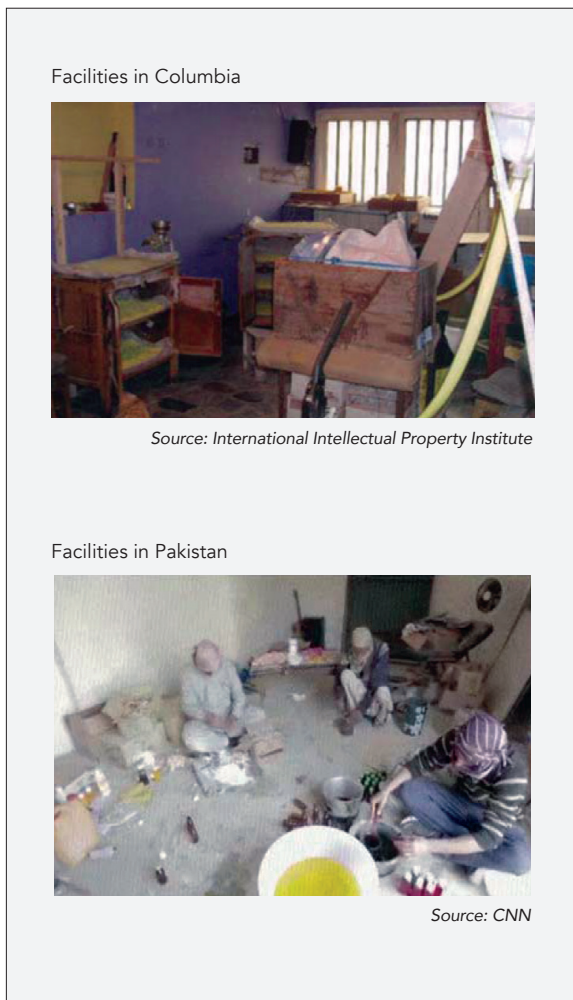 Facilities in Columbia
Source: International Intellectual Property Institute
Facilities in Pakistan
Source: CNN